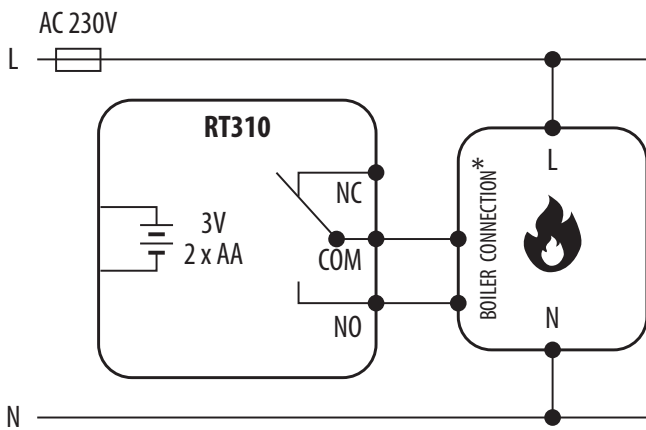 AC 230V
L
RT310
NC
3V
2 x AA
COM
NO
BOILER CONNECTION*
L
N
N